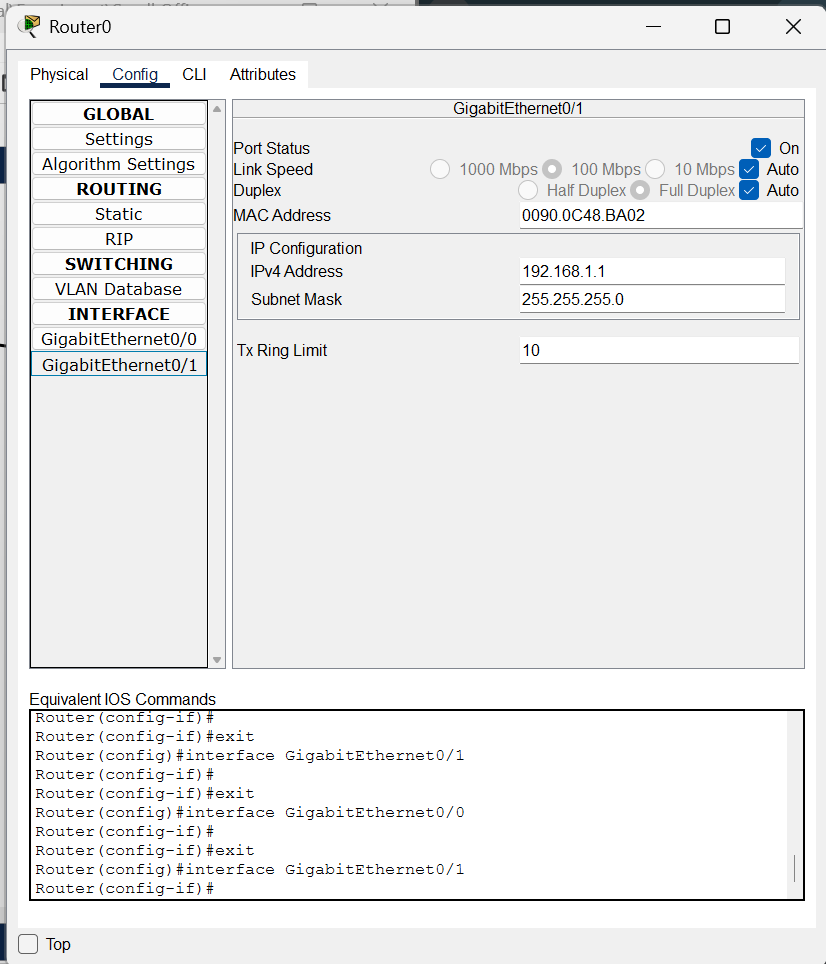 Router0
Physical Config CLI Attributes
GLOBAL
Settings
Algorithm Settings
ROUTING
Static
RIP
SWITCHING
VLAN Database
INTERFACE
GigabitEthernet0/0
GigabitEthernet0/1
GigabitEthernet0/1
Port Status On
Link Speed 1000 Mbps 100 Mbps 10 Mbps Auto
Duplex Half Duplex Full Duplex Auto
MAC Address 0090.0C48.BA02
IP Configuration
IPv4 Address 192.168.1.1
Subnet Mask 255.255.255.0
Tx Ring Limit 10
Equivalent IOS Commands
Router(config-if)#
Router(config-if)#exit
Router(config)#interface GigabitEthernet0/1
Router(config-if)#
Router(config-if)#exit
Router(config)#interface GigabitEthernet0/0
Router(config-if)#
Router(config-if)#exit
Router(config)#interface GigabitEthernet0/1
Router(config-if)#
Top